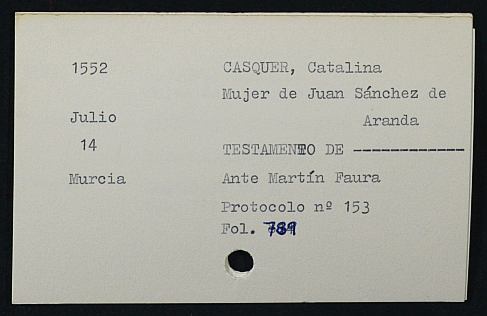 1552 CASQUER, Catalina
Mujer de Juan Sánchez de
Julio Aranda
14 TESTAMENTO DE ------------
Murcia Ante Martín Faura
Protocolo nº 153
Fol. 789